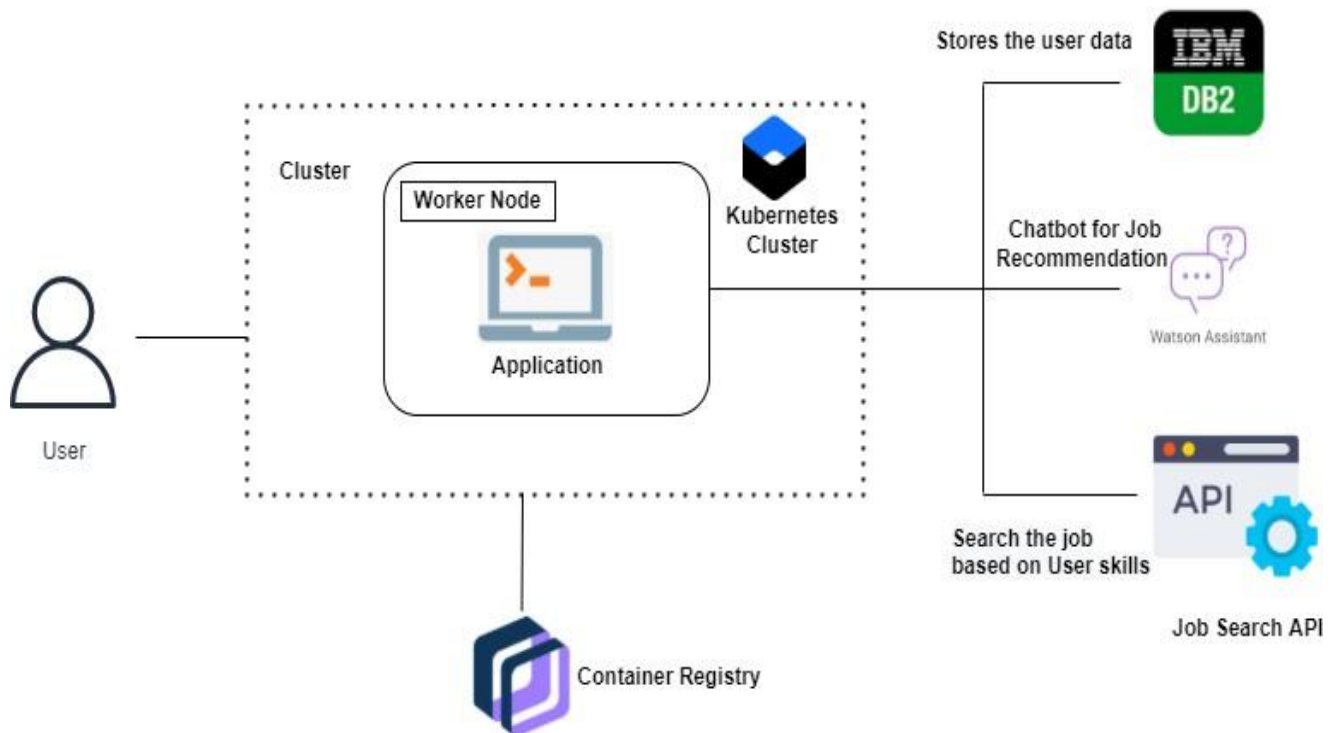 Stores the user data
IBM
DB2
Cluster
Worker Node
Kubernetes
Cluster
Chatbot for Job
Recommendation
?
Watson Assistant
Application
User
API
Search the job
based on User skills
Job Search API
Container Registry